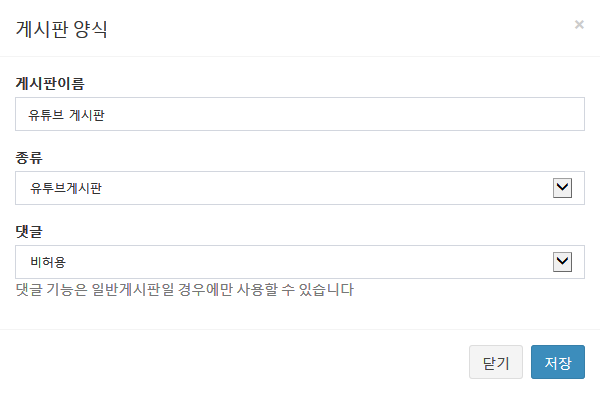 게시판 양식
×
게시판이름
유튜브 게시판
종류
유투브게시판
댓글
비허용
댓글 기능은 일반게시판일 경우에만 사용할 수 있습니다
닫기
저장